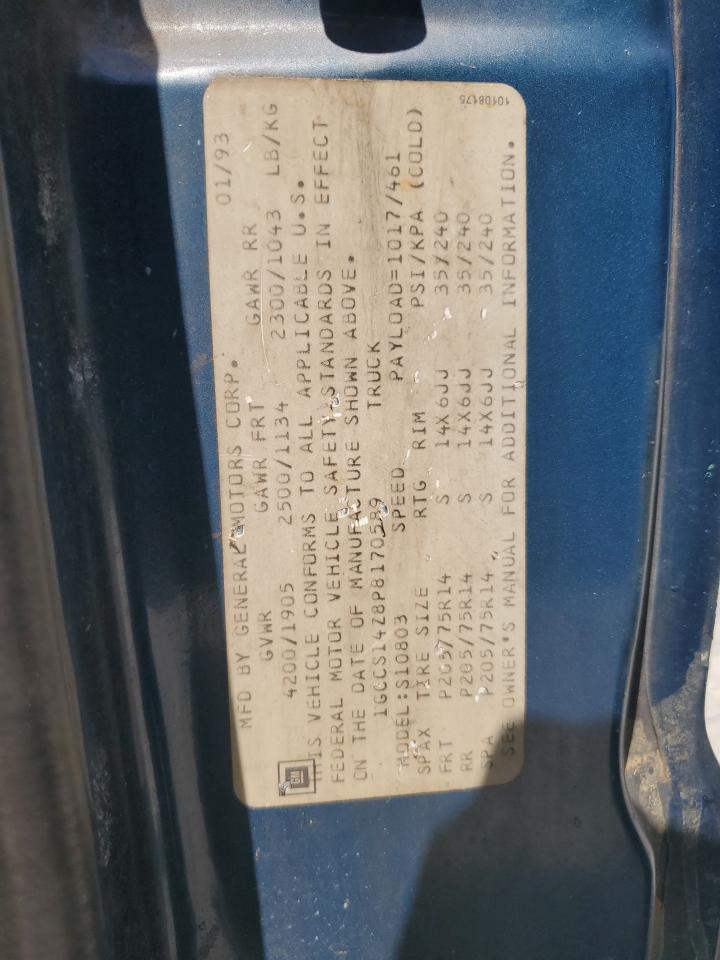 MFD BY GENERAL MOTORS CORP. 01/93
GVWR GAWR FRT GAWR RR
4200/1905 2500/1134 2300/1043 LB/KG
THIS VEHICLE CONFORMS TO ALL APPLICABLE U.S.
FEDERAL MOTOR VEHICLE SAFETY STANDARDS IN EFFECT
ON THE DATE OF MANUFACTURE SHOWN ABOVE.
1GCCS14Z8P8170589 TRUCK
MODEL:S10803 SPEED PAYLOAD=1017/461
SPAX TIRE SIZE RTG RIM PSI/KPA (COLD)
FRT P205/75R14 S 14X6JJ 35/240
RR P205/75R14 S 14X6JJ 35/240
SPA P205/75R14 S 14X6JJ 35/240
SEE OWNER'S MANUAL FOR ADDITIONAL INFORMATION.
GM
10108175